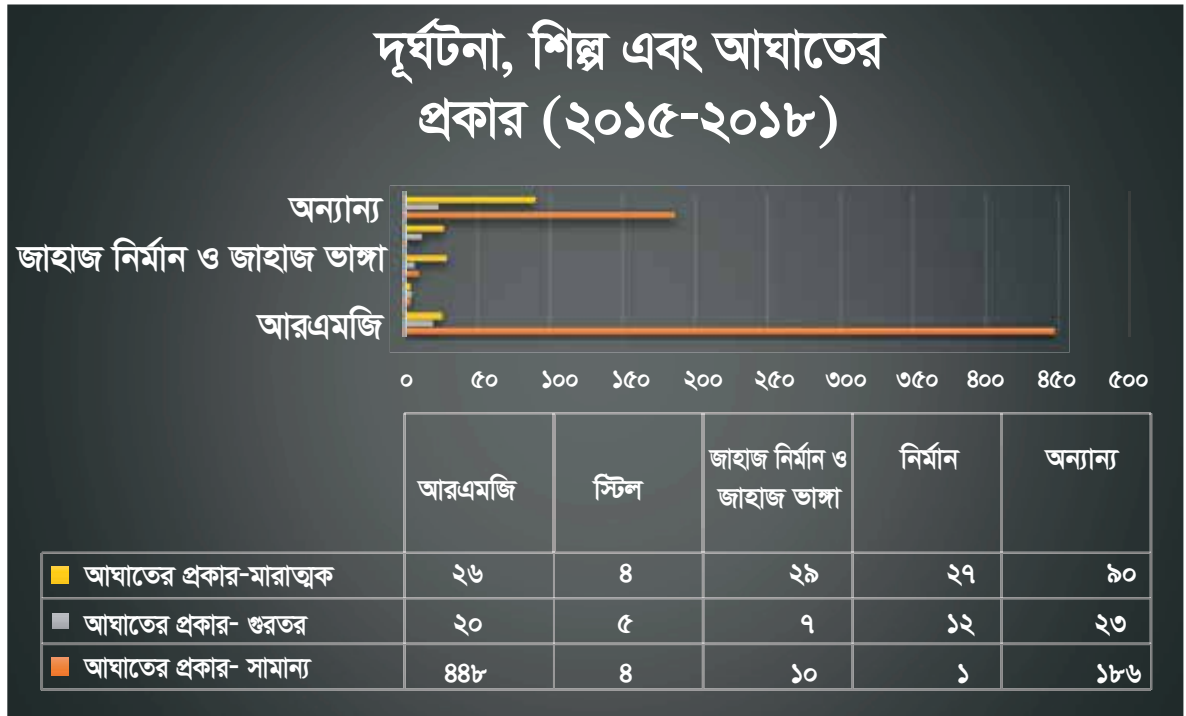 দূর্ঘটনা, শিল্প এবং আঘাতের
প্রকার (২০১৫-২০১৮)
অন্যান্য
জাহাজ নির্মান ও জাহাজ ভাঙ্গা
আরএমজি
০ ৫০ ১০০ ১৫০ ২০০ ২৫০ ৩০০ ৩৫০ ৪০০ ৪৫০ ৫০০
আরএমজি স্টিল জাহাজ নির্মান ও নির্মান অন্যান্য
জাহাজ ভাঙ্গা
আঘাতের প্রকার-মারাত্মক ২৬ ৪ ২৯ ২৭ ৯০
আঘাতের প্রকার- গুরতর ২০ ৫ ৭ ১২ ২৩
আঘাতের প্রকার- সামান্য ৪৪৮ ৪ ১০ ১ ১৮৬